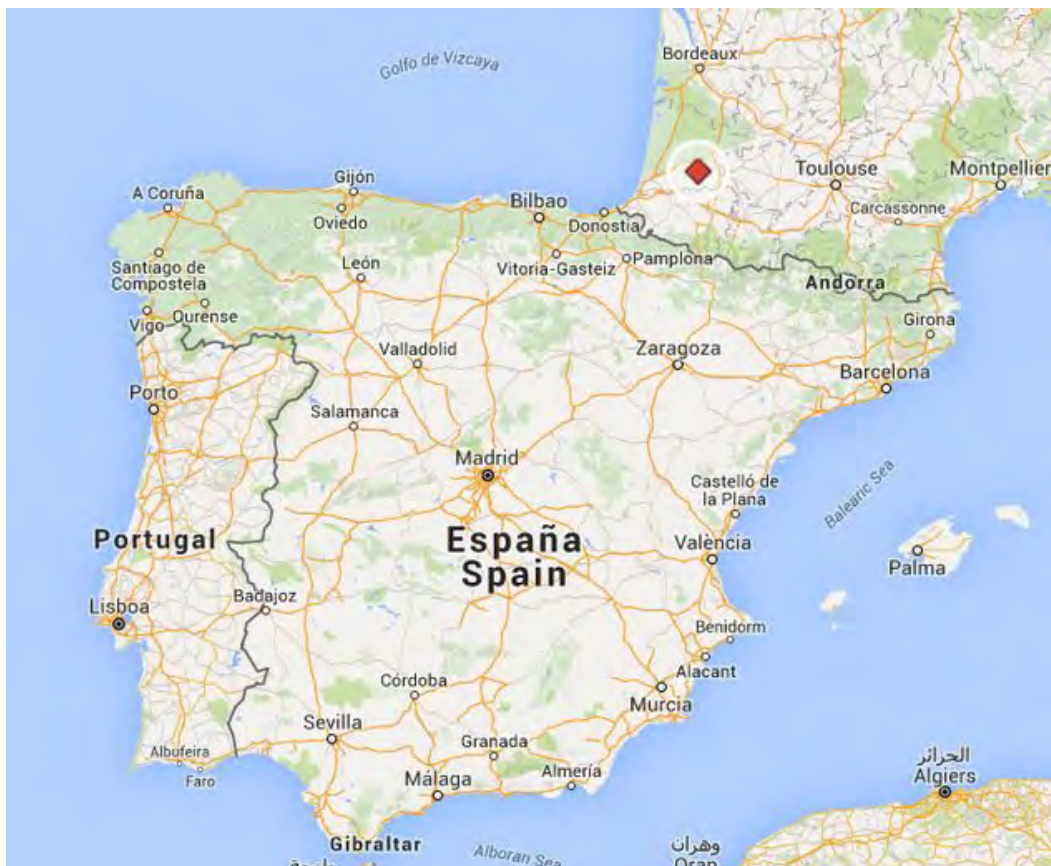 Bordeaux
Golfo de Vizcaya
Toulouse
Montpellier
Gijón
A Coruña
Bilbao
Carcassonne
Oviedo
Donostia
Santiago de
Compostela
León
Vitoria-Gasteiz
Pamplona
Andorra
Vigo
Ourense
Girona
Valladolid
Zaragoza
Barcelona
Porto
Salamanca
Madrid
Castelló de
la Plana
Balearic Sea
Portugal
España
Spain
València
Palma
Badajoz
Lisboa
Benidorm
Alacant
Córdoba
Murcia
Sevilla
Granada
Albufeira
Faro
Málaga
Almería
الجزائر
Algiers
Gibraltar
Alboran Sea
وهران
Oran